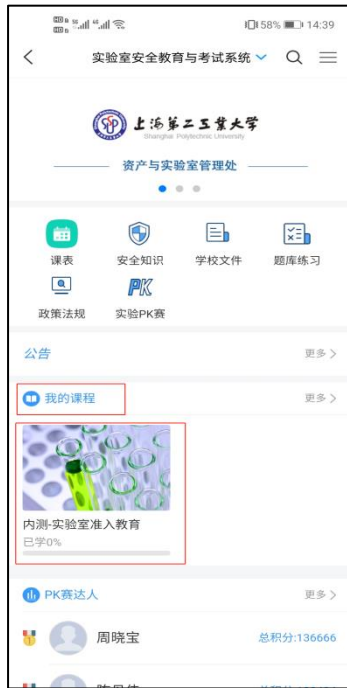 58% 14:39
实验室安全教育与考试系统
上海第二工业大学
Shanghai Polytechnic University
资产与实验室管理处
课表 安全知识 学校文件 题库练习
政策法规 实验PK赛
公告 更多
我的课程 更多
内测-实验室准入教育
已学0%
PK赛达人 更多
周晓宝 总积分:136666